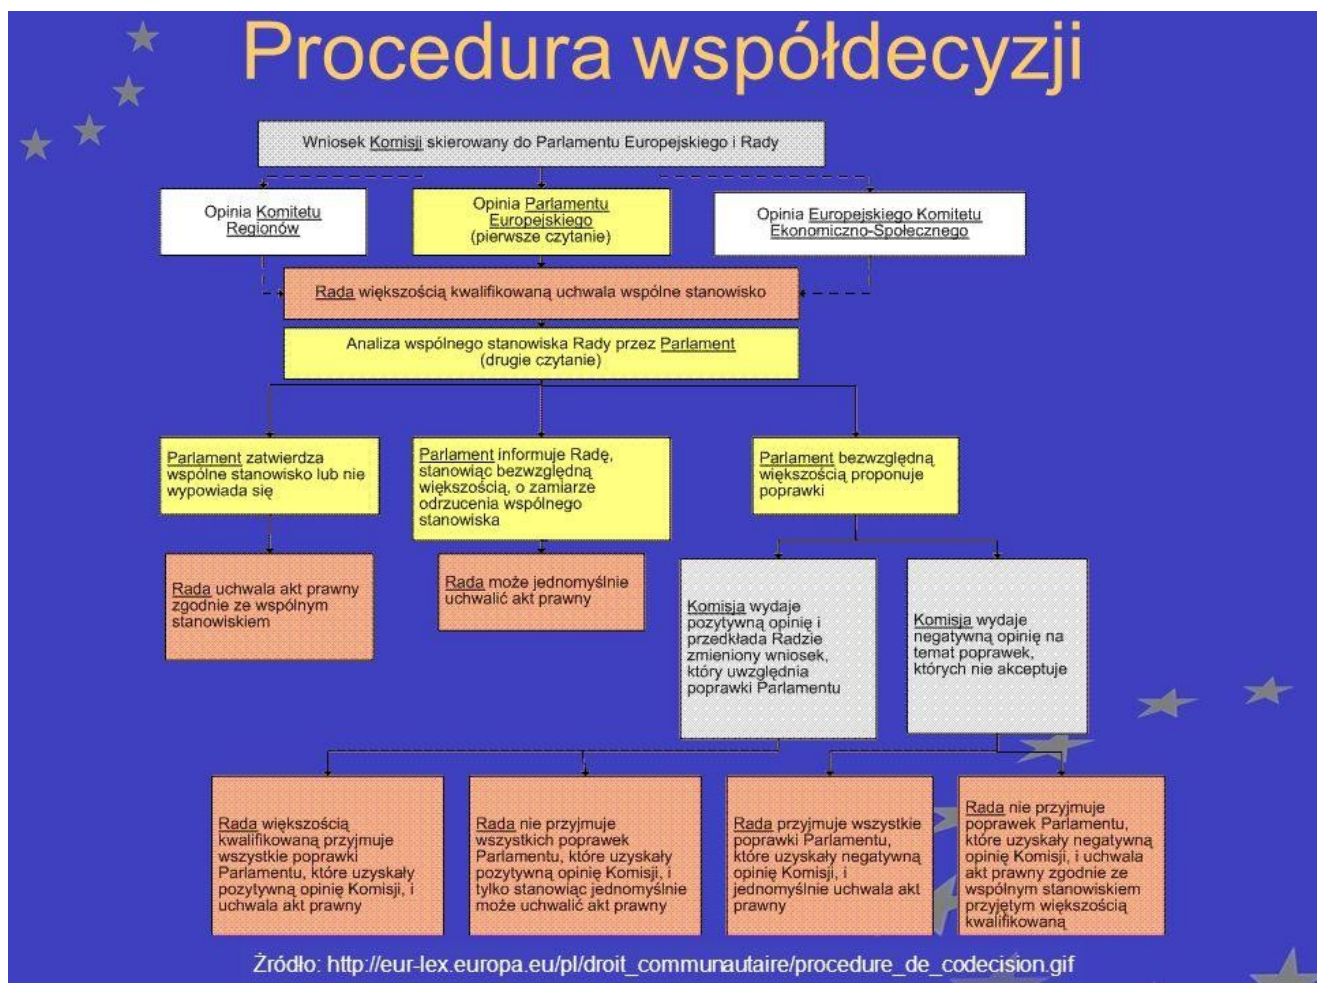 Procedura współdecyzji
Wniosek Komisji skierowany do Parlamentu Europejskiego i Rady
Opinia Komitetu
Regionów
Opinia Parlamentu
Europejskiego
(pierwsze czytanie)
Opinia Europejskiego Komitetu
Ekonomiczno-Społecznego
Rada większością kwalifikowaną uchwala wspólne stanowisko
Analiza wspólnego stanowiska Rady przez Parlament
(drugie czytanie)
Parlament zatwierdza
wspólne stanowisko lub nie
wypowiada się
Parlament informuje Radę,
stanowiąc bezwzględną
większością, o zamiarze
odrzucenia wspólnego
stanowiska
Parlament bezwzględną
większością proponuje
poprawki
Rada uchwala akt prawny
zgodnie ze wspólnym
stanowiskiem
Rada może jednomyślnie
uchwalić akt prawny
Komisja wydaje
pozytywną opinię i
przedkłada Radzie
zmieniony wniosek,
który uwzględnia
poprawki Parlamentu
Komisja wydaje
negatywną opinię na
temat poprawek,
których nie akceptuje
Rada większością
kwalifikowaną przyjmuje
wszystkie poprawki
Parlamentu, które uzyskały
pozytywną opinię Komisji, i
uchwala akt prawny
Rada nie przyjmuje
wszystkich poprawek
Parlamentu, które uzyskały
pozytywną opinię Komisji, i
tylko stanowiąc jednomyślnie
może uchwalić akt prawny
Rada przyjmuje wszystkie
poprawki Parlamentu,
które uzyskały negatywną
opinię Komisji, i
jednomyślnie uchwala akt
prawny
Rada nie przyjmuje
poprawek Parlamentu,
które uzyskały negatywną
opinię Komisji, i uchwala
akt prawny zgodnie ze
wspólnym stanowiskiem
przyjętym większością
kwalifikowaną
Źródło: http://eur-lex.europa.eu/pl/droit_communautaire/procedure_de_codecision.gif